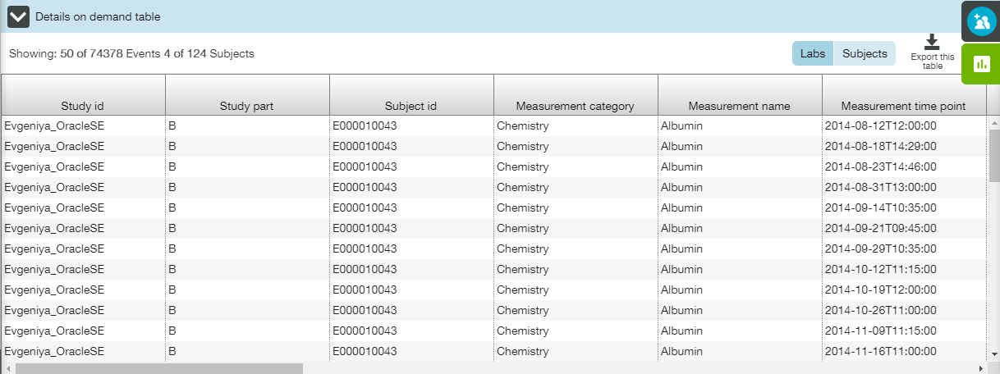 Details on demand table
Showing: 50 of 74378 Events 4 of 124 Subjects
Labs Subjects
Export this
table
Study id Study part Subject id Measurement category Measurement name Measurement time point
Evgeniya_OracleSE B E000010043 Chemistry Albumin 2014-08-12T12:00:00
Evgeniya_OracleSE B E000010043 Chemistry Albumin 2014-08-18T14:29:00
Evgeniya_OracleSE B E000010043 Chemistry Albumin 2014-08-23T14:46:00
Evgeniya_OracleSE B E000010043 Chemistry Albumin 2014-08-31T13:00:00
Evgeniya_OracleSE B E000010043 Chemistry Albumin 2014-09-14T10:35:00
Evgeniya_OracleSE B E000010043 Chemistry Albumin 2014-09-21T09:45:00
Evgeniya_OracleSE B E000010043 Chemistry Albumin 2014-09-29T10:35:00
Evgeniya_OracleSE B E000010043 Chemistry Albumin 2014-10-12T11:15:00
Evgeniya_OracleSE B E000010043 Chemistry Albumin 2014-10-19T12:00:00
Evgeniya_OracleSE B E000010043 Chemistry Albumin 2014-10-26T11:00:00
Evgeniya_OracleSE B E000010043 Chemistry Albumin 2014-11-09T11:15:00
Evgeniya_OracleSE B E000010043 Chemistry Albumin 2014-11-16T11:00:00